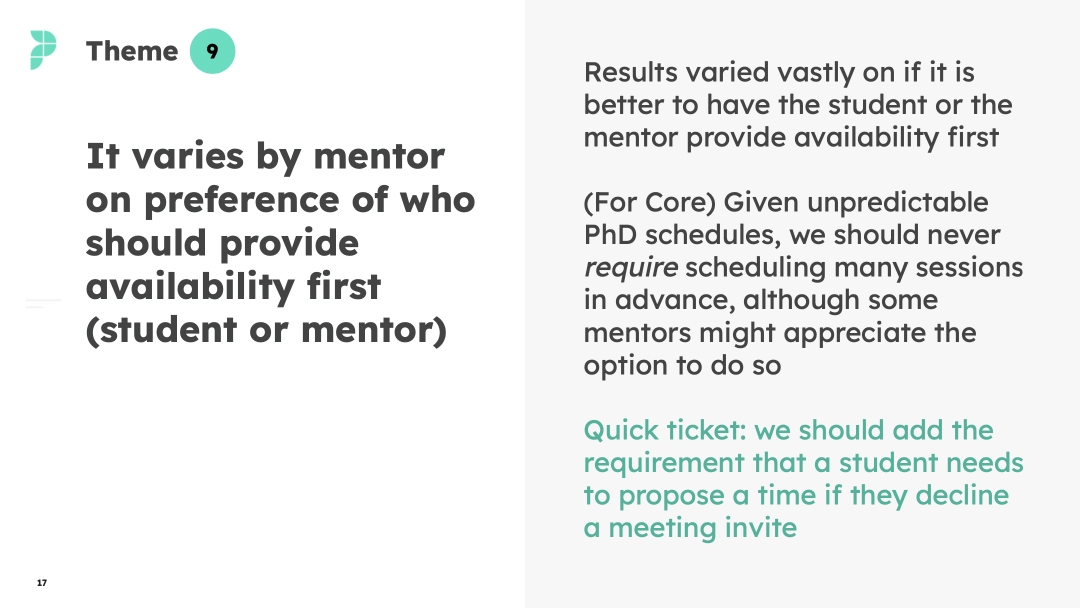 Theme 9
It varies by mentor
on preference of who
should provide
availability first
(student or mentor)
Results varied vastly on if it is
better to have the student or the
mentor provide availability first
(For Core) Given unpredictable
PhD schedules, we should never
require scheduling many sessions
in advance, although some
mentors might appreciate the
option to do so
Quick ticket: we should add the
requirement that a student needs
to propose a time if they decline
a meeting invite
17